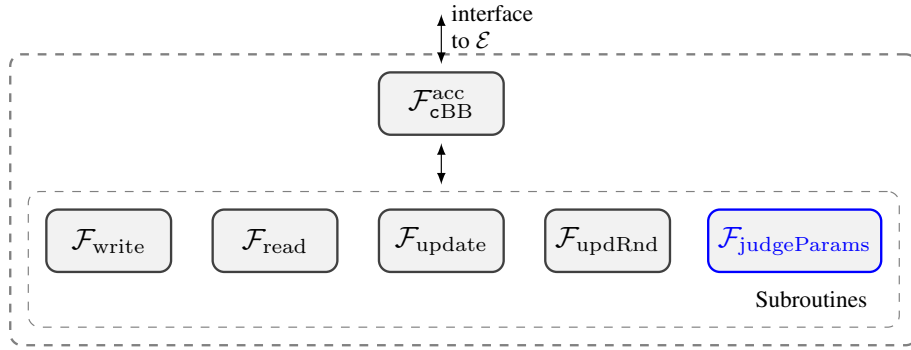 interface
to ℰ
ℱ^acc_cBB
ℱ_write
ℱ_read
ℱ_update
ℱ_updRnd
ℱ_judgeParams
Subroutines